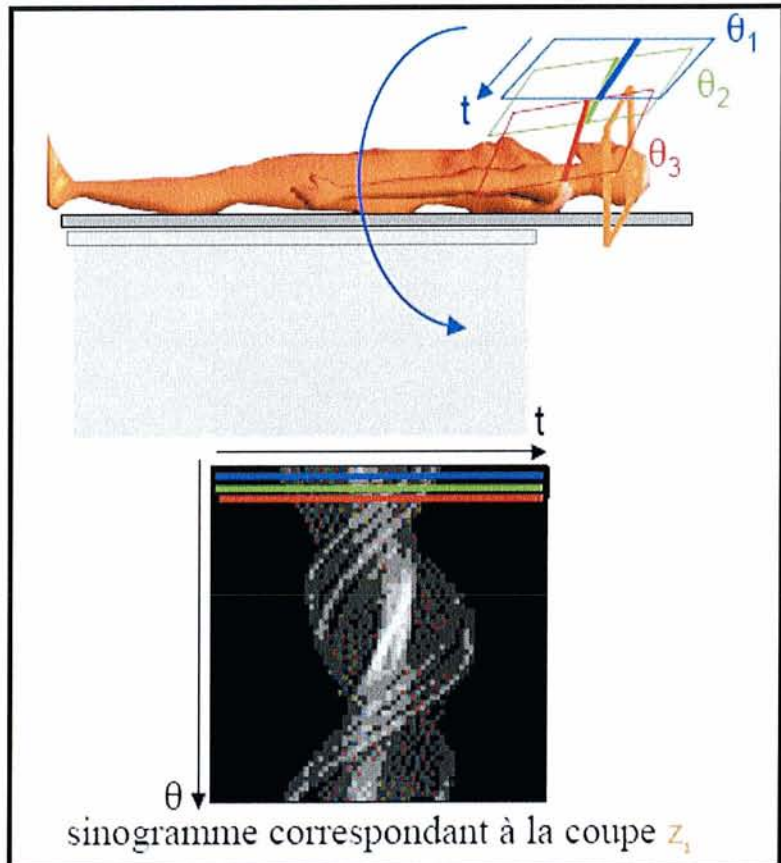 θ1
t
θ2
θ3
t
θ
sinogramme correspondant à la coupe z1